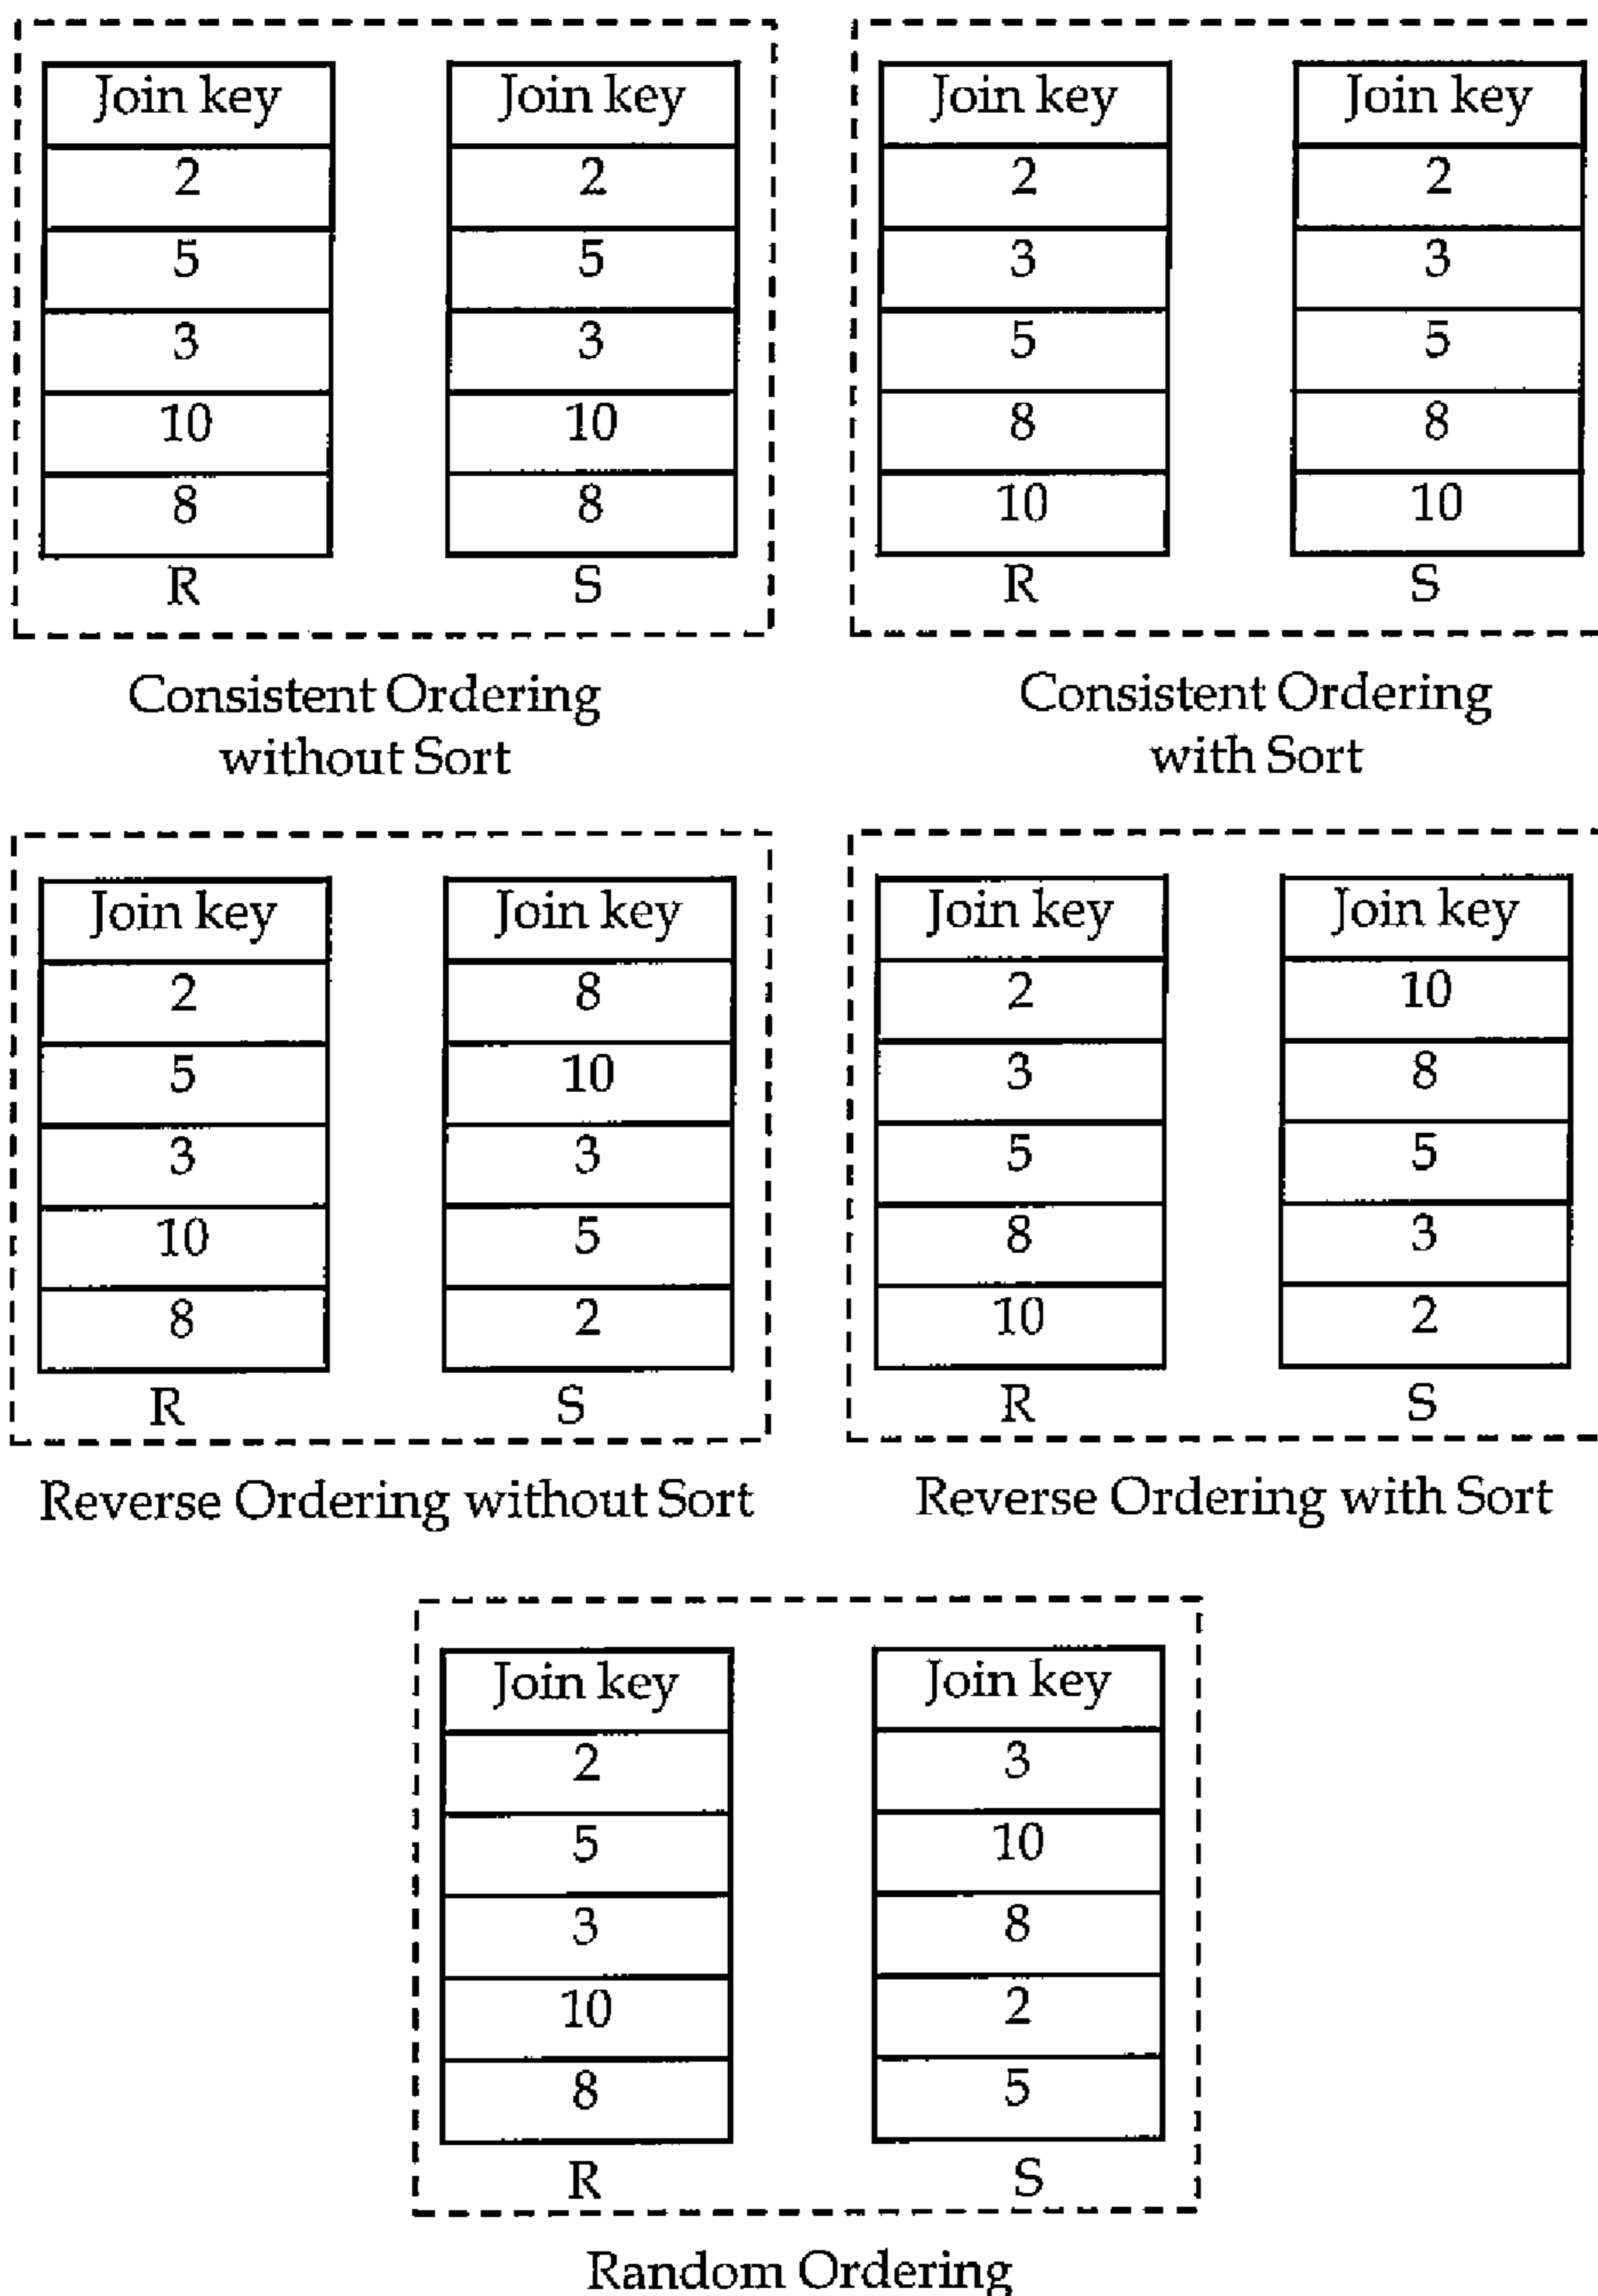 Join key Join key Join key Join key
2 2 2 2
5 5 3 3
3 3 5 5
10 10 8 8
8 8 10 10
R S R S
Consistent Ordering Consistent Ordering
without Sort with Sort
Join key Join key Join key Join key
2 8 2 10
5 10 3 8
3 3 5 5
10 5 8 3
8 2 10 2
R S R S
Reverse Ordering without Sort Reverse Ordering with Sort
Join key Join key
2 3
5 10
3 8
10 2
8 5
R S
Random Ordering